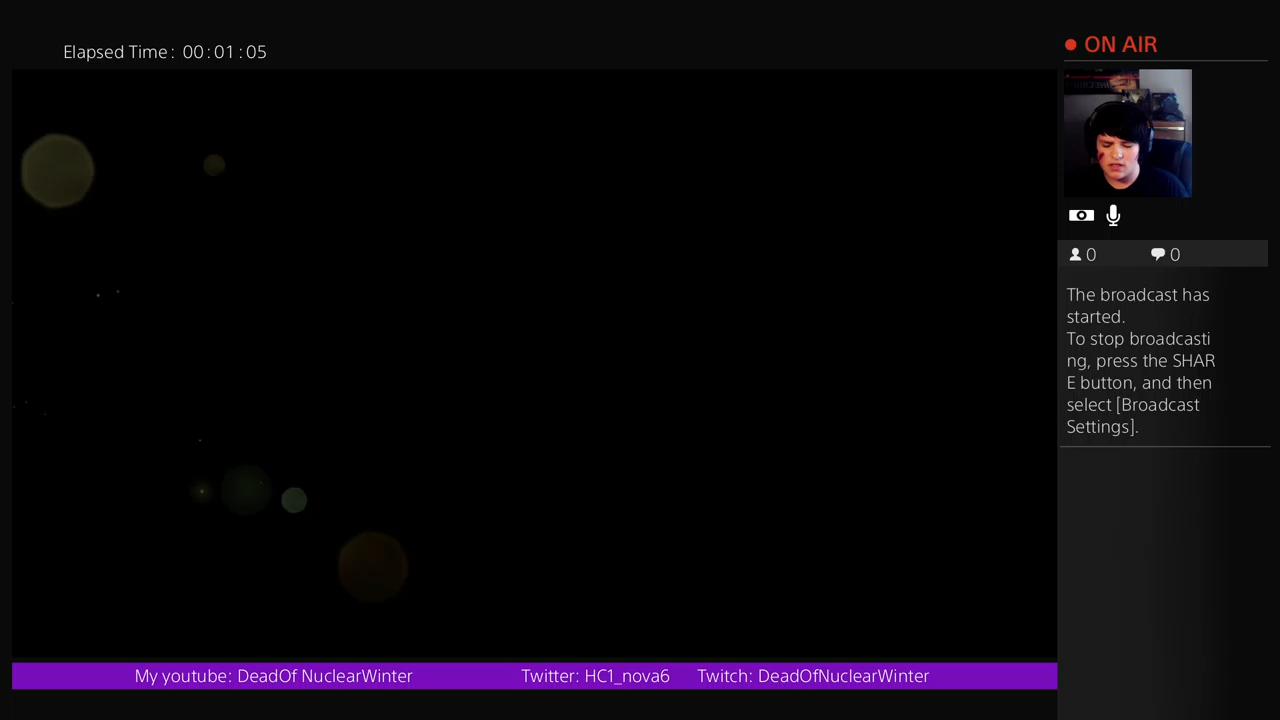 Elapsed Time: 00:01:05
ON AIR
0 0
The broadcast has
started.
To stop broadcasti
ng, press the SHAR
E button, and then
select [Broadcast
Settings].
My youtube: DeadOf NuclearWinter Twitter: HC1_nova6 Twitch: DeadOfNuclearWinter